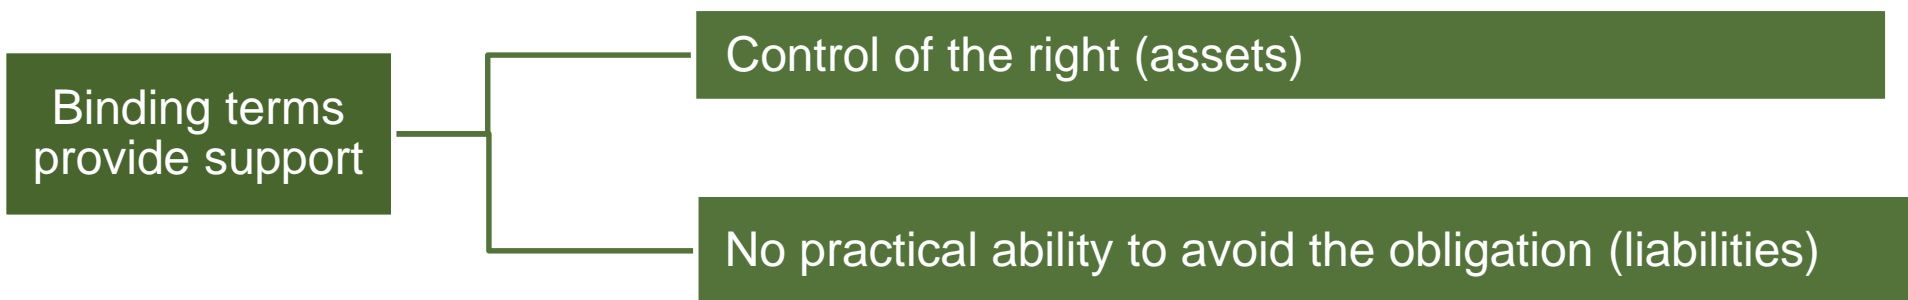 Binding terms
provide support
Control of the right (assets)
No practical ability to avoid the obligation (liabilities)